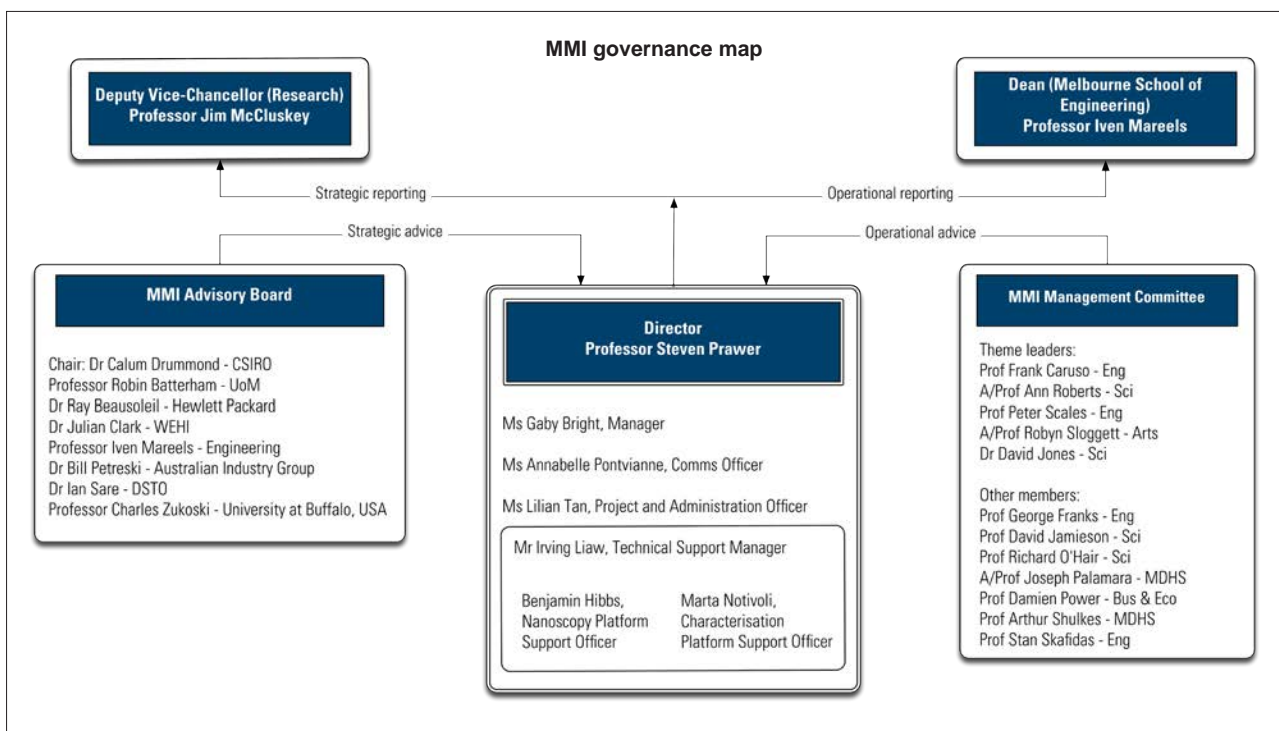 MMI governance map
Deputy Vice-Chancellor (Research)
Professor Jim McCluskey
Dean (Melbourne School of
Engineering)
Professor Iven Mareels
Strategic reporting
Operational reporting
Strategic advice
Operational advice
MMI Advisory Board
Chair: Dr Calum Drummond - CSIRO
Professor Robin Batterham - UoM
Dr Ray Beausoleil - Hewlett Packard
Dr Julian Clark - WEHI
Professor Iven Mareels - Engineering
Dr Bill Petreski - Australian Industry Group
Dr Ian Sare - DSTO
Professor Charles Zukoski - University at Buffalo, USA
Director
Professor Steven Prawer
Ms Gaby Bright, Manager
Ms Annabelle Pontvianne, Comms Officer
Ms Lilian Tan, Project and Administration Officer
Mr Irving Liaw, Technical Support Manager
Benjamin Hibbs,
Nanoscopy Platform
Support Officer
Marta Notivoli,
Characterisation
Platform Support Officer
MMI Management Committee
Theme leaders:
Prof Frank Caruso - Eng
A/Prof Ann Roberts - Sci
Prof Peter Scales - Eng
A/Prof Robyn Sloggett - Arts
Dr David Jones - Sci
Other members:
Prof George Franks - Eng
Prof David Jamieson - Sci
Prof Richard O'Hair - Sci
A/Prof Joseph Palamara - MDHS
Prof Damien Power - Bus & Eco
Prof Arthur Shulkes - MDHS
Prof Stan Skafidas - Eng